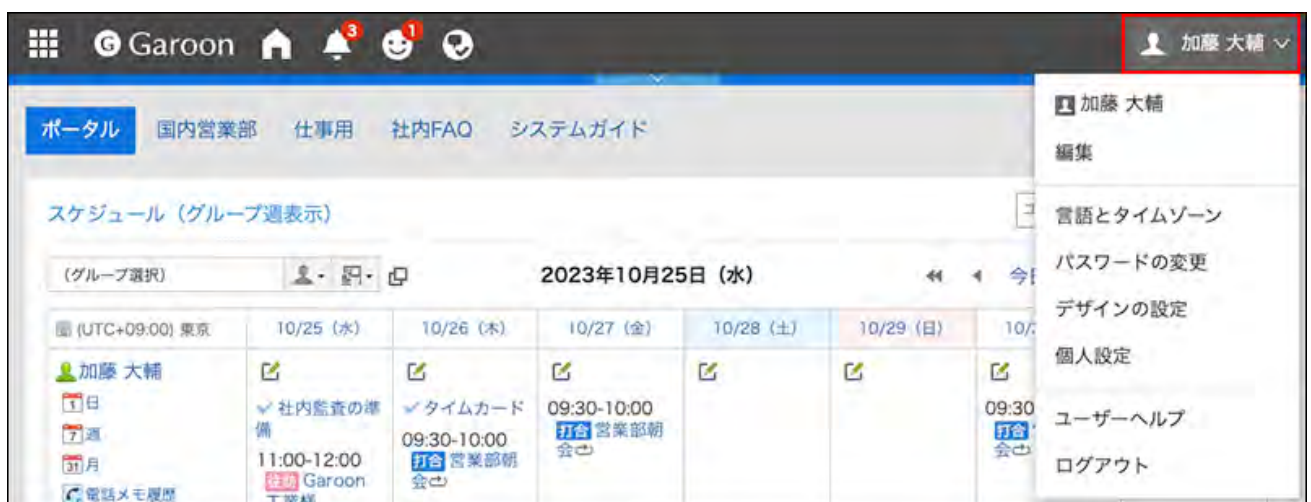 G Garoon 3 1 加藤 大輔
ポータル 国内営業部 仕事用 社内FAQ システムガイド
加藤 大輔
編集
言語とタイムゾーン
パスワードの変更
デザインの設定
個人設定
ユーザーヘルプ
ログアウト
スケジュール（グループ週表示）
(グループ選択) 2023年10月25日（水）
(UTC+09:00) 東京 10/25（水） 10/26（木） 10/27（金） 10/28（土） 10/29（日） 10/
加藤 大輔
1 日
7 週
31 月
電話メモ履歴
社内監査の準
備
11:00-12:00
往訪 Garoon
工業様
タイムカード
09:30-10:00
打合 営業部朝
会
09:30-10:00
打合 営業部朝
会
09:30
打合
会